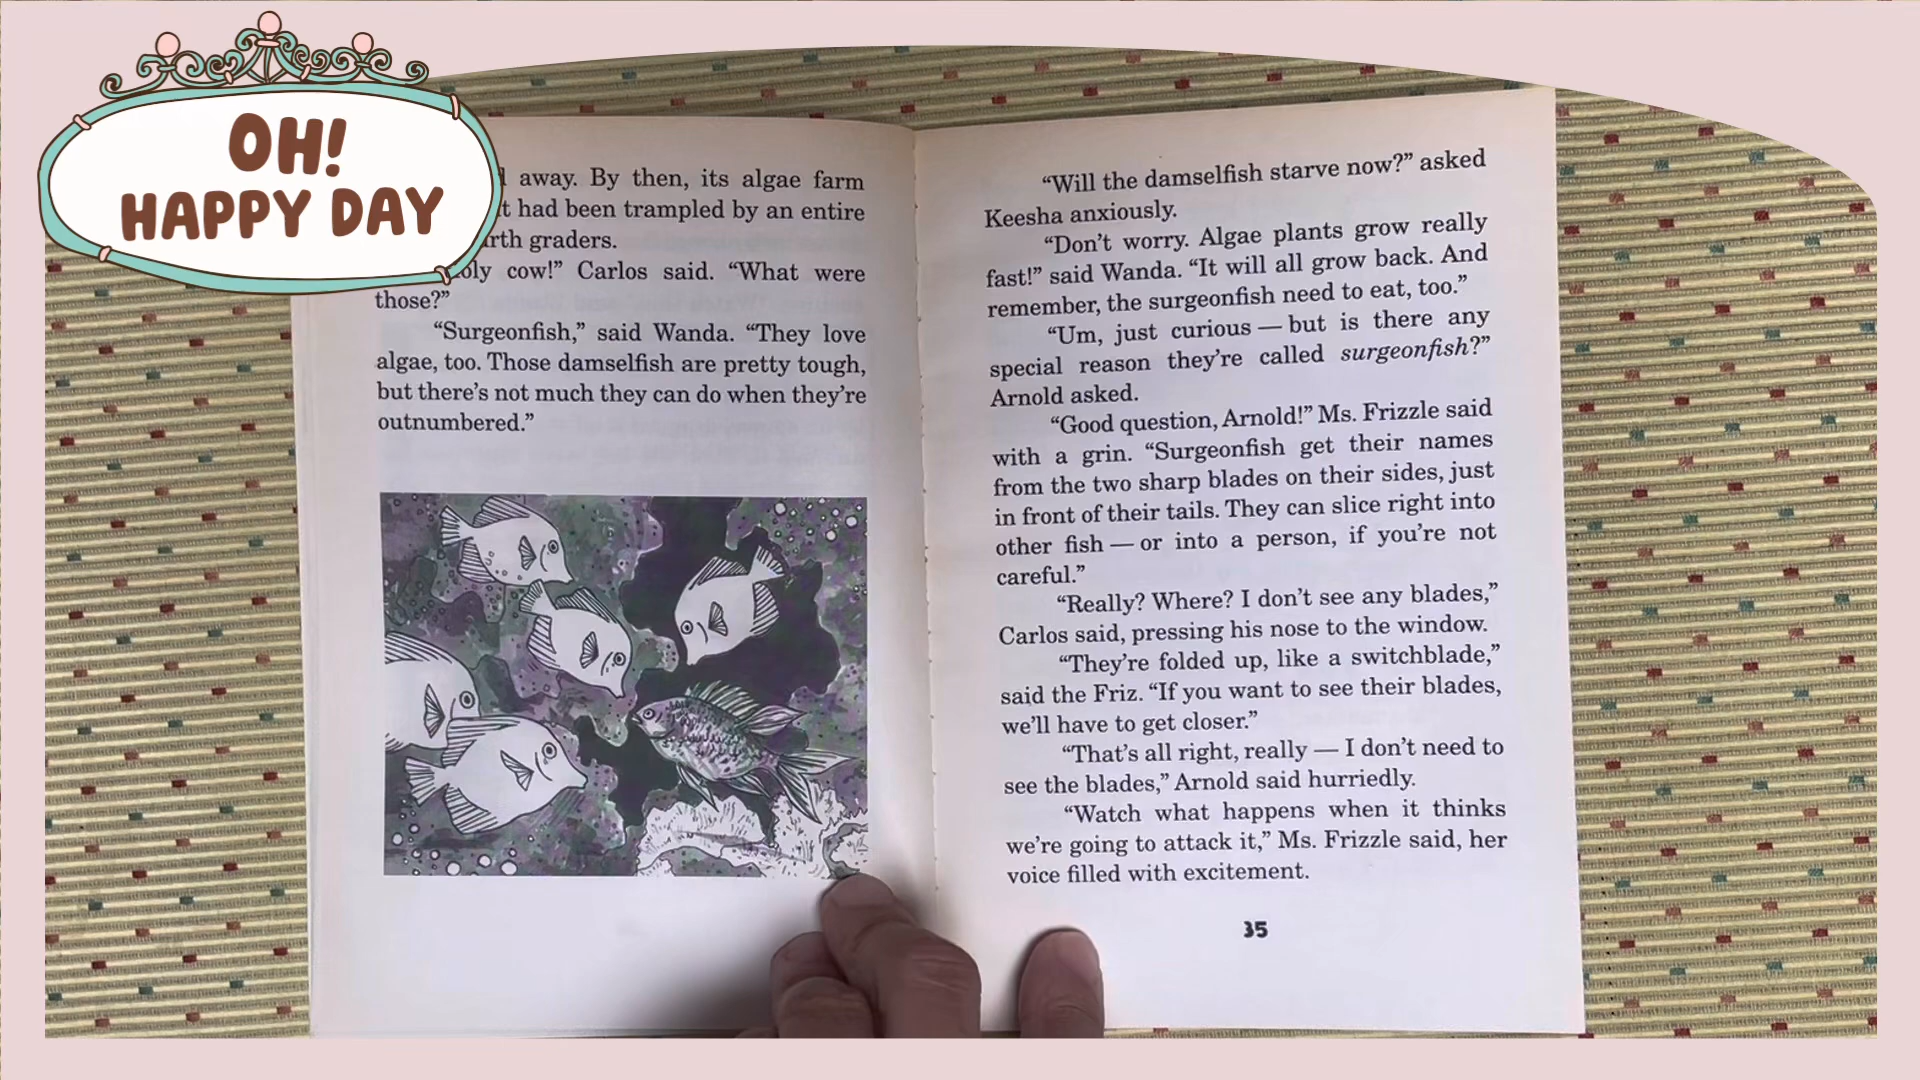 OH!
HAPPY DAY
away. By then, its algae farm
had been trampled by an entire
graders.
cow!” Carlos said. “What were
those?”
“Surgeonfish,” said Wanda. “They love
algae, too. Those damselfish are pretty tough,
but there’s not much they can do when they’re
outnumbered.”
“Will the damselfish starve now?” asked
Keesha anxiously.
“Don’t worry. Algae plants grow really
fast!” said Wanda. “It will all grow back. And
remember, the surgeonfish need to eat, too.”
“Um, just curious — but is there any
special reason they’re called surgeonfish?”
Arnold asked.
“Good question, Arnold!” Ms. Frizzle said
with a grin. “Surgeonfish get their names
from the two sharp blades on their sides, just
in front of their tails. They can slice right into
other fish — or into a person, if you’re not
careful.”
“Really? Where? I don’t see any blades,”
Carlos said, pressing his nose to the window.
“They’re folded up, like a switchblade,”
said the Friz. “If you want to see their blades,
we’ll have to get closer.”
“That’s all right, really — I don’t need to
see the blades,” Arnold said hurriedly.
“Watch what happens when it thinks
we’re going to attack it,” Ms. Frizzle said, her
voice filled with excitement.
35